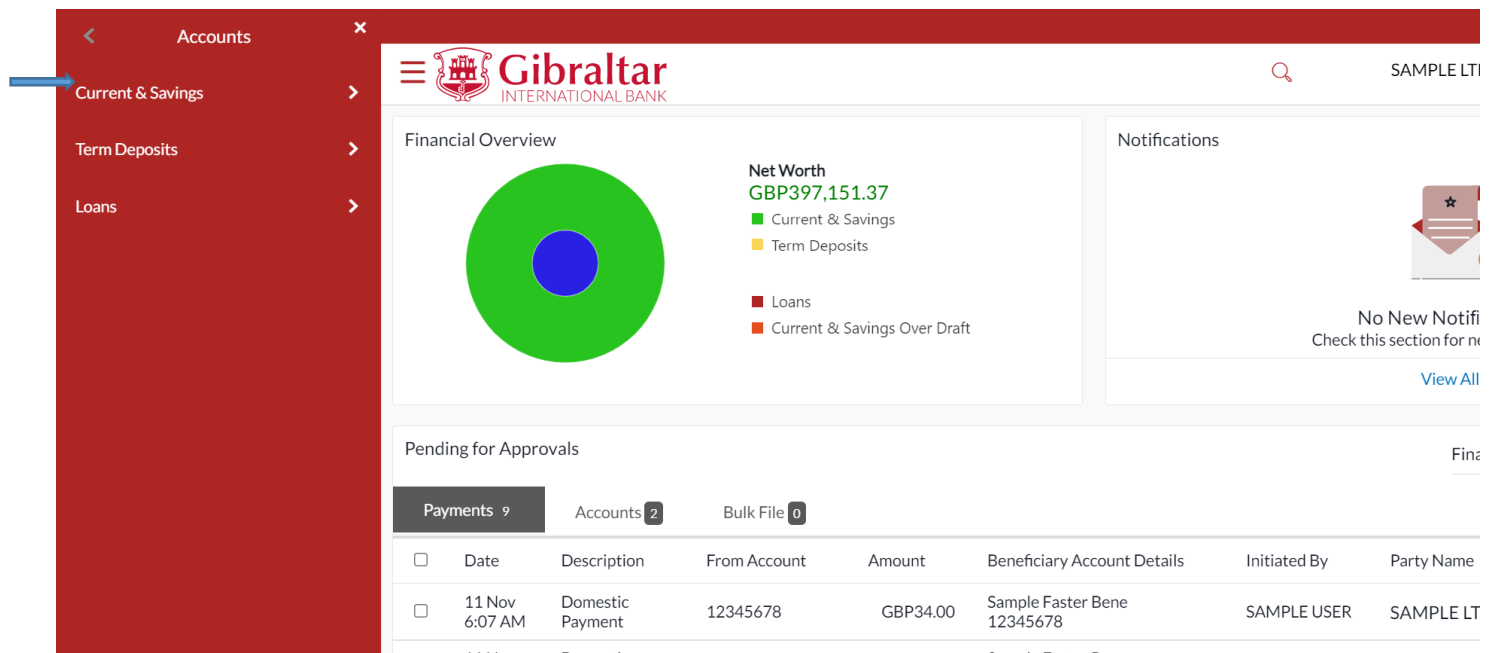 Accounts
Current & Savings
Term Deposits
Loans
Gibraltar
INTERNATIONAL BANK
SAMPLE LT
Financial Overview
Net Worth
GBP397,151.37
Current & Savings
Term Deposits
Loans
Current & Savings Over Draft
Notifications
No New Notifi
Check this section for ne
View All
Pending for Approvals
Fina
Payments 9
Accounts 2
Bulk File 0
Date Description From Account Amount Beneficiary Account Details Initiated By Party Name
11 Nov
6:07 AM
Domestic
Payment
12345678
GBP34.00
Sample Faster Bene
12345678
SAMPLE USER
SAMPLE LT